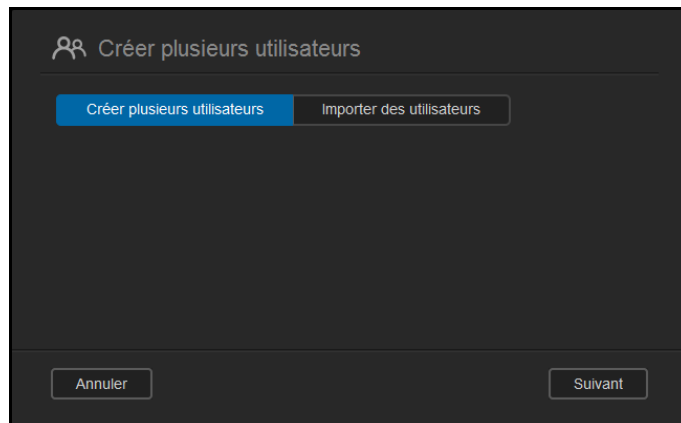 Créer plusieurs utilisateurs
Créer plusieurs utilisateurs Importer des utilisateurs
Annuler Suivant